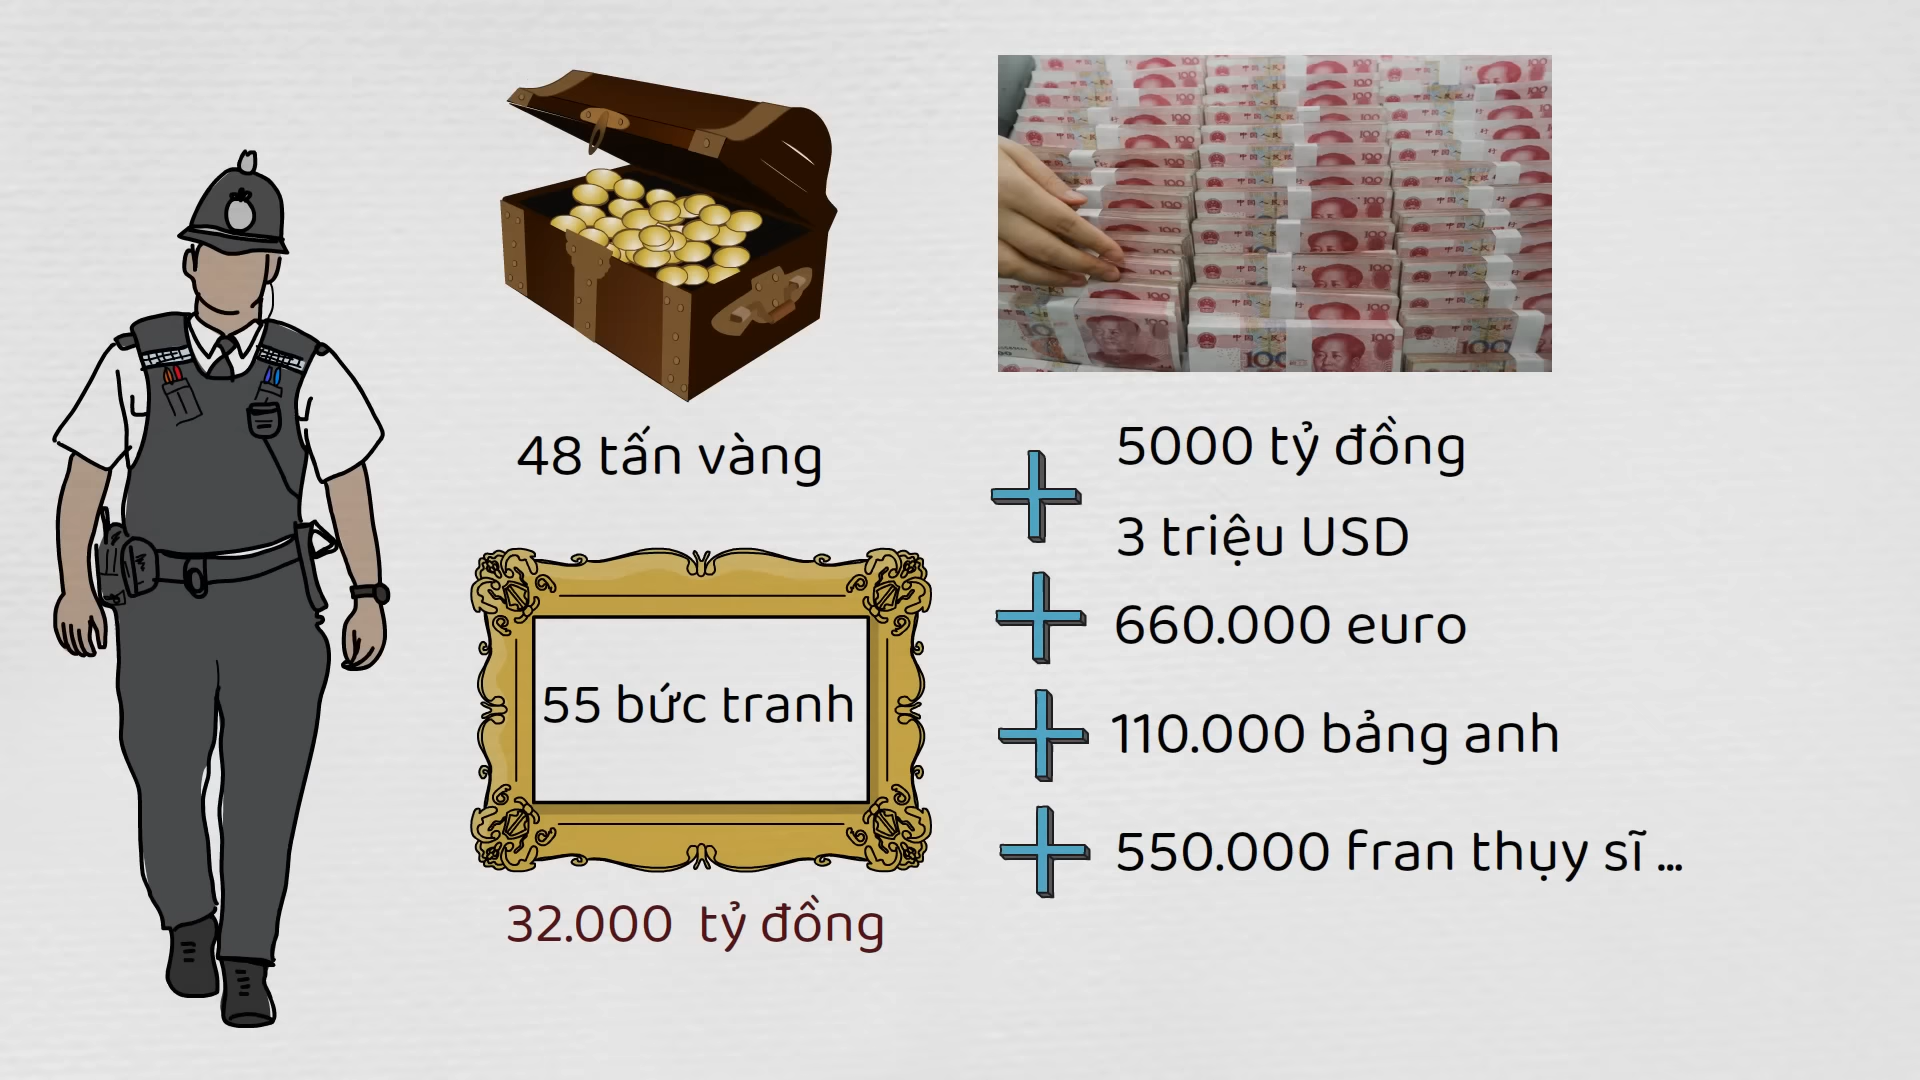 48 tấn vàng
55 bức tranh
32.000 tỷ đồng
5000 tỷ đồng
3 triệu USD
660.000 euro
110.000 bảng anh
550.000 fran thụy sĩ ...